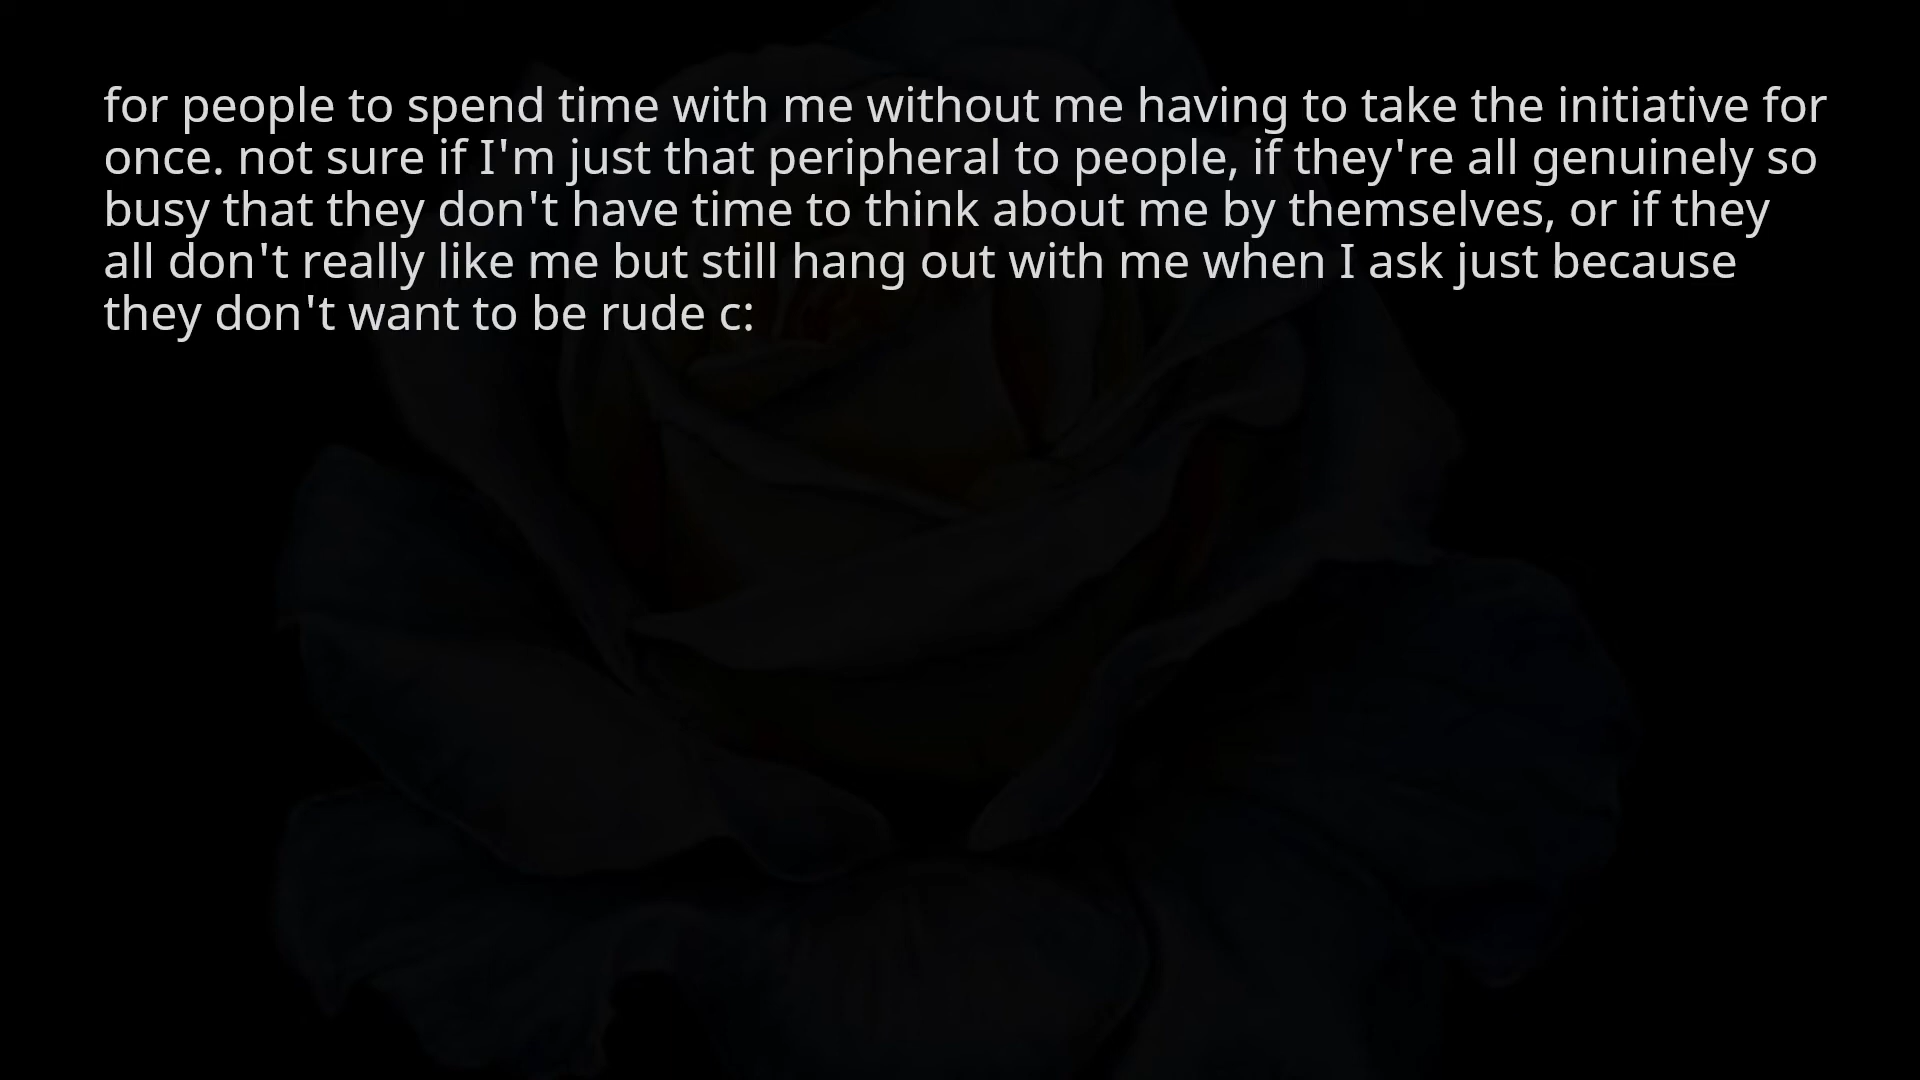 for people to spend time with me without me having to take the initiative for
once. not sure if I'm just that peripheral to people, if they're all genuinely so
busy that they don't have time to think about me by themselves, or if they
all don't really like me but still hang out with me when I ask just because
they don't want to be rude c: